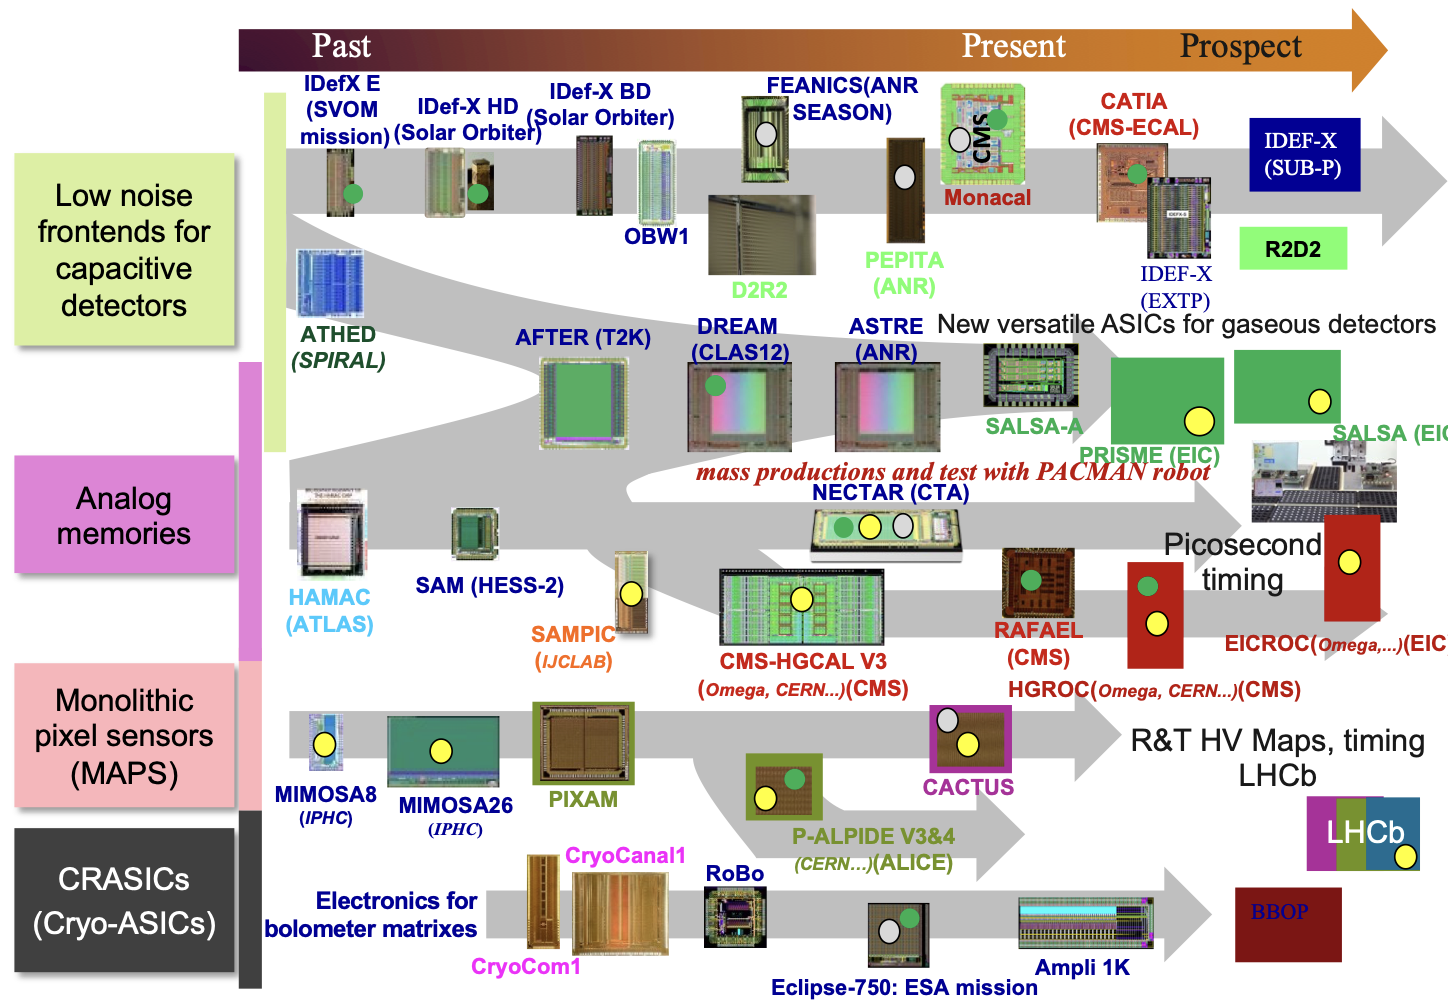 Past
Present
Prospect
IDefX E
(SVOM
mission)
IDef-X HD
(Solar Orbiter)
IDef-X BD
(Solar Orbiter)
OBW1
FEANICS(ANR
SEASON)
D2R2
PEPITA
(ANR)
CMS
Monacal
CATIA
(CMS-ECAL)
IDEF-X
(EXTP)
IDEF-X
(SUB-P)
R2D2
Low noise
frontends for
capacitive
detectors
ATHED
(SPIRAL)
AFTER (T2K)
DREAM
(CLAS12)
ASTRE
(ANR)
New versatile ASICs for gaseous detectors
SALSA-A
PRISME (EIC)
SALSA (EIC
mass productions and test with PACMAN robot
Analog
memories
HAMAC
(ATLAS)
SAM (HESS-2)
SAMPIC
(IJCLAB)
NECTAR (CTA)
CMS-HGCAL V3
(Omega, CERN...)(CMS)
RAFAEL
(CMS)
HGROC(Omega, CERN...)(CMS)
Picosecond
timing
EICROC(Omega,...)(EIC
Monolithic
pixel sensors
(MAPS)
MIMOSA8
(IPHC)
MIMOSA26
(IPHC)
PIXAM
P-ALPIDE V3&4
(CERN...)(ALICE)
CACTUS
R&T HV Maps, timing
LHCb
LHCb
CRASICs
(Cryo-ASICs)
Electronics for
bolometer matrixes
CryoCanal1
CryoCom1
RoBo
Eclipse-750: ESA mission
Ampli 1K
BBOP